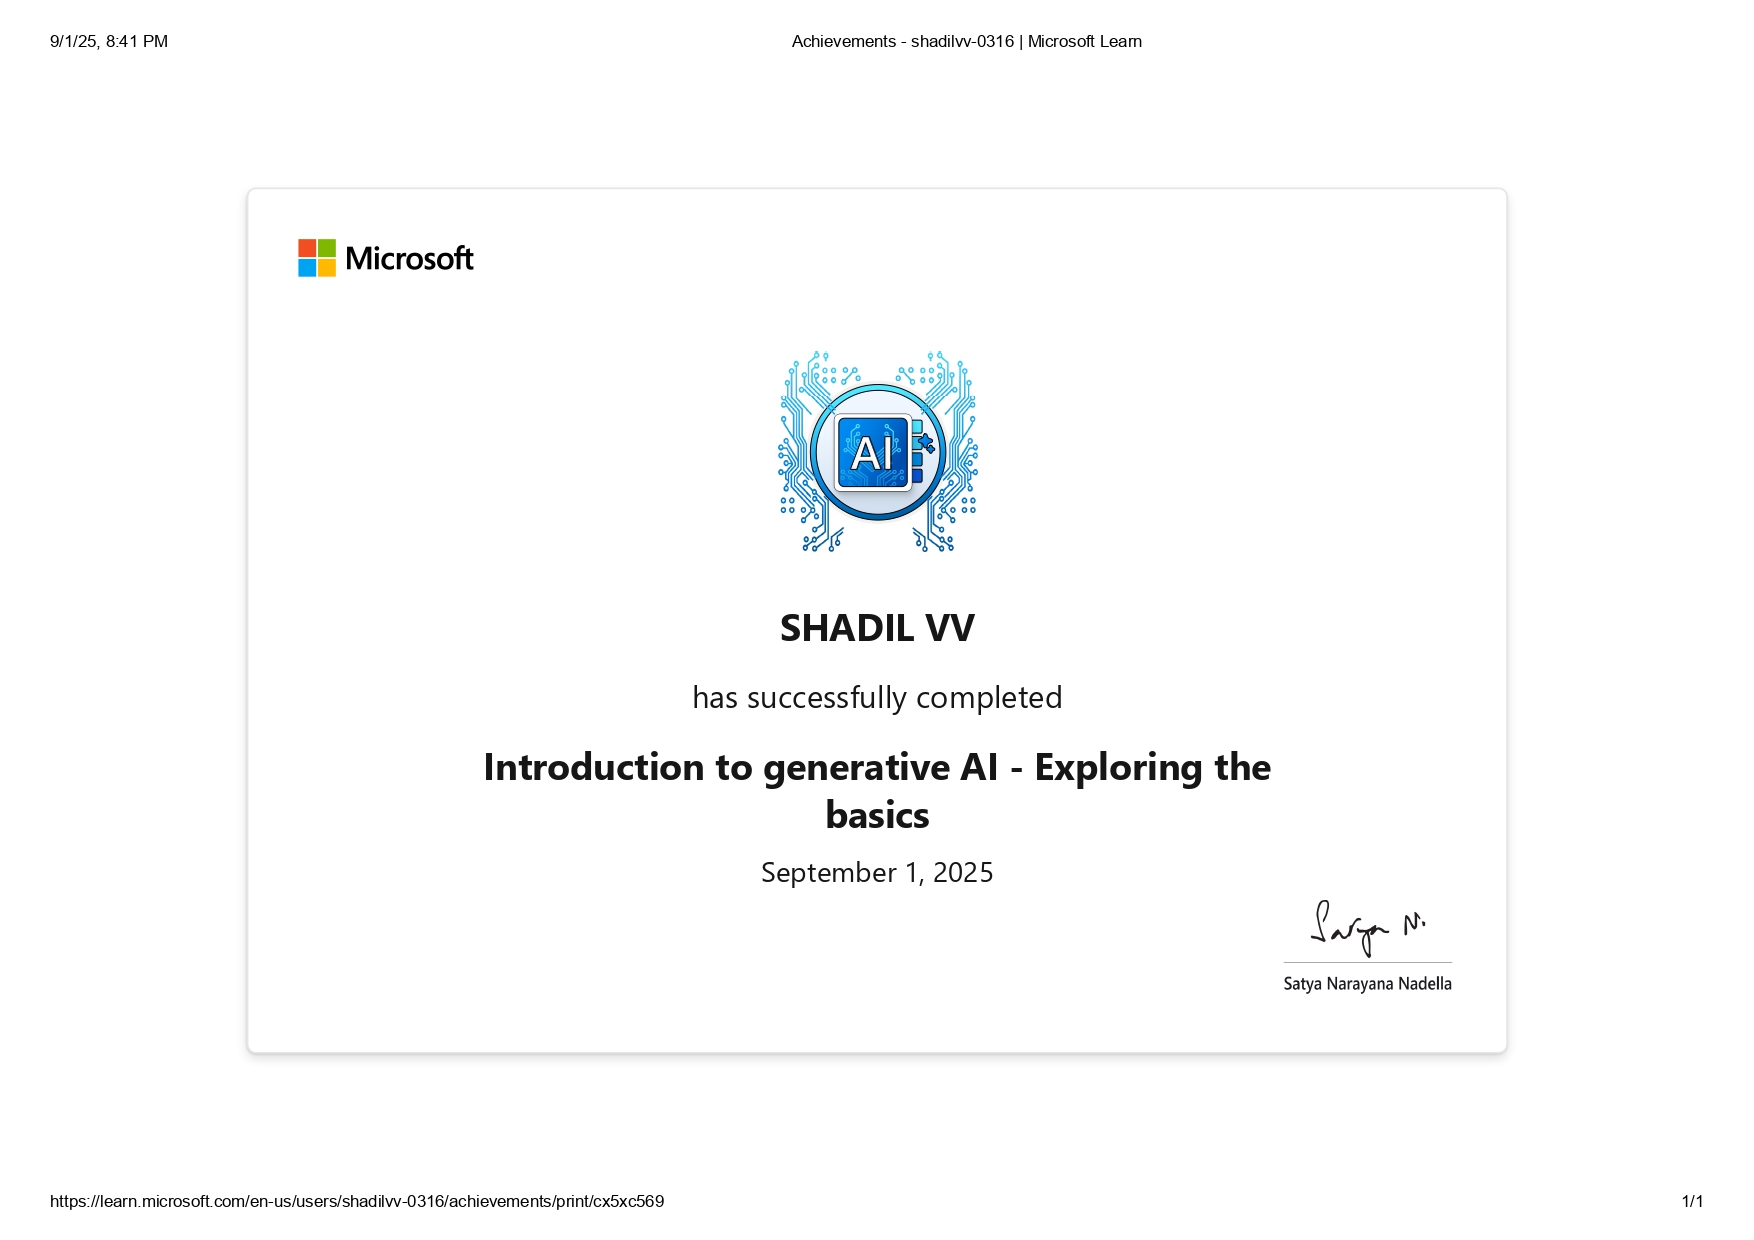 9/1/25, 8:41 PM
Achievements - shadilvv-0316 | Microsoft Learn
Microsoft
AI
SHADIL VV
has successfully completed
Introduction to generative AI - Exploring the
basics
September 1, 2025
Satya N.
Satya Narayana Nadella
https://learn.microsoft.com/en-us/users/shadilvv-0316/achievements/print/cx5xc569
1/1